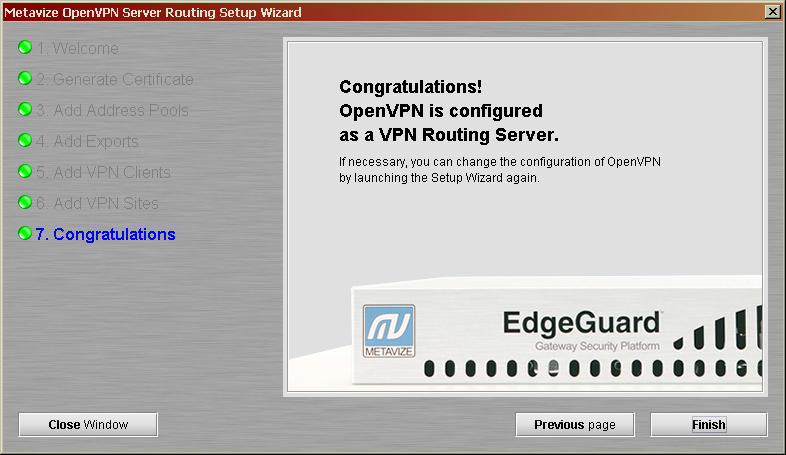 Metavize OpenVPN Server Routing Setup Wizard
1. Welcome
2. Generate Certificate
3. Add Address Pools
4. Add Exports
5. Add VPN Clients
6. Add VPN Sites
7. Congratulations
Congratulations!
OpenVPN is configured
as a VPN Routing Server.
If necessary, you can change the configuration of OpenVPN
by launching the Setup Wizard again.
METAVIZE
EdgeGuard™
Gateway Security Platform
Close Window
Previous page
Finish